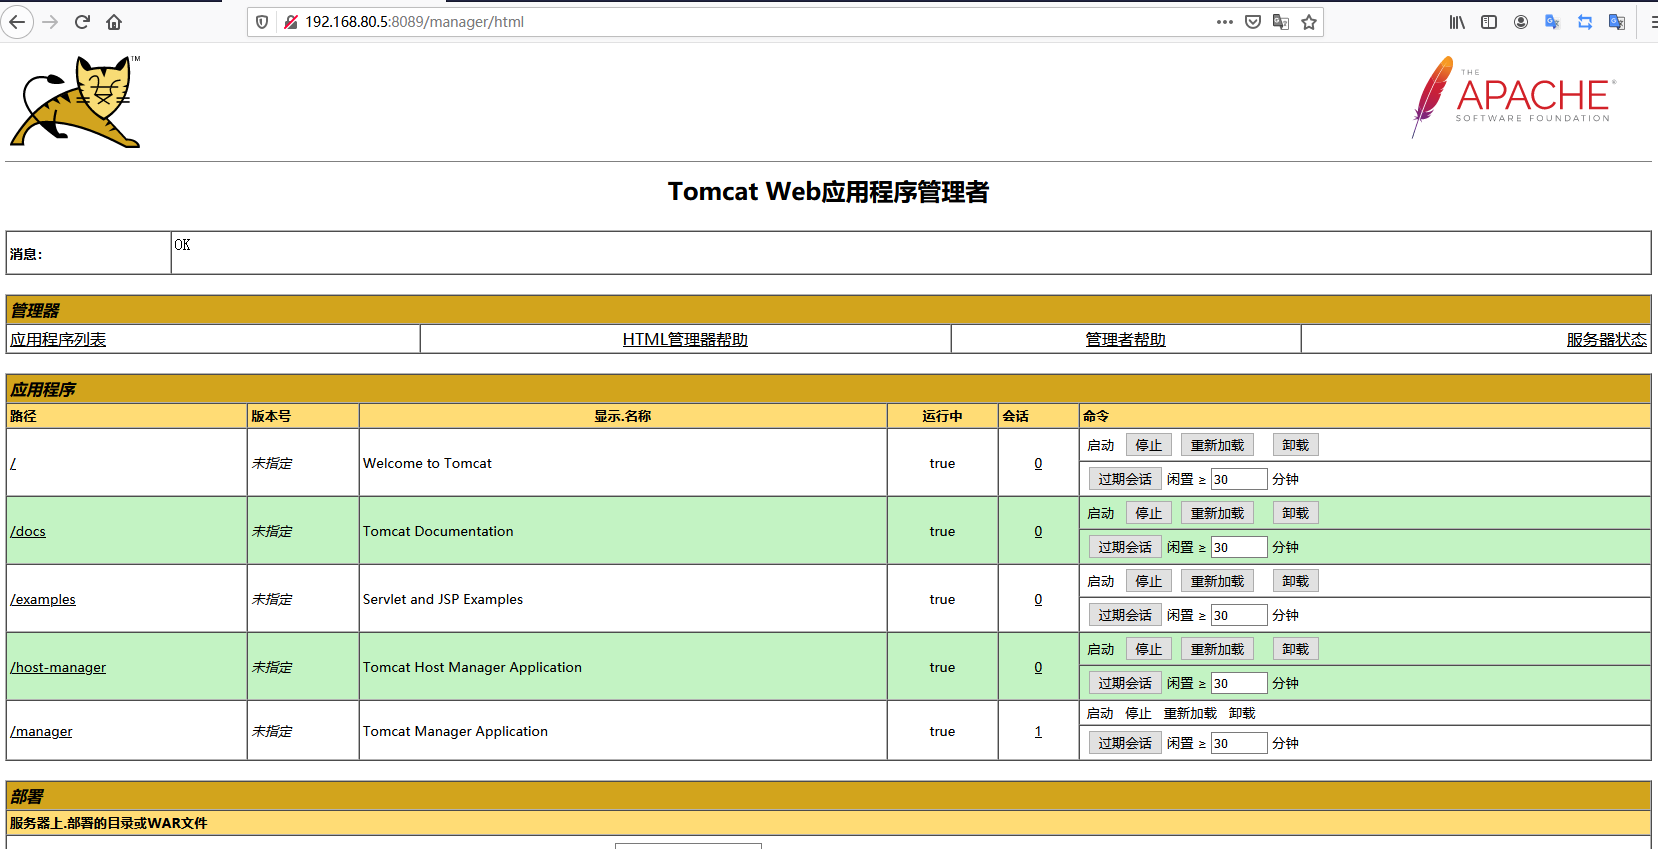 192.168.80.5:8089/manager/html
TM
THE
APACHE®
SOFTWARE FOUNDATION
Tomcat Web应用程序管理者
消息: OK
管理器
应用程序列表 HTML管理器帮助 管理者帮助 服务器状态
应用程序
路径 版本号 显示.名称 运行中 会话 命令
/ 未指定 Welcome to Tomcat true 0 启动 停止 重新加载 卸载
过期会话 闲置 ≥ 30 分钟
/docs 未指定 Tomcat Documentation true 0 启动 停止 重新加载 卸载
过期会话 闲置 ≥ 30 分钟
/examples 未指定 Servlet and JSP Examples true 0 启动 停止 重新加载 卸载
过期会话 闲置 ≥ 30 分钟
/host-manager 未指定 Tomcat Host Manager Application true 0 启动 停止 重新加载 卸载
过期会话 闲置 ≥ 30 分钟
/manager 未指定 Tomcat Manager Application true 1 启动 停止 重新加载 卸载
过期会话 闲置 ≥ 30 分钟
部署
服务器上.部署的目录或WAR文件